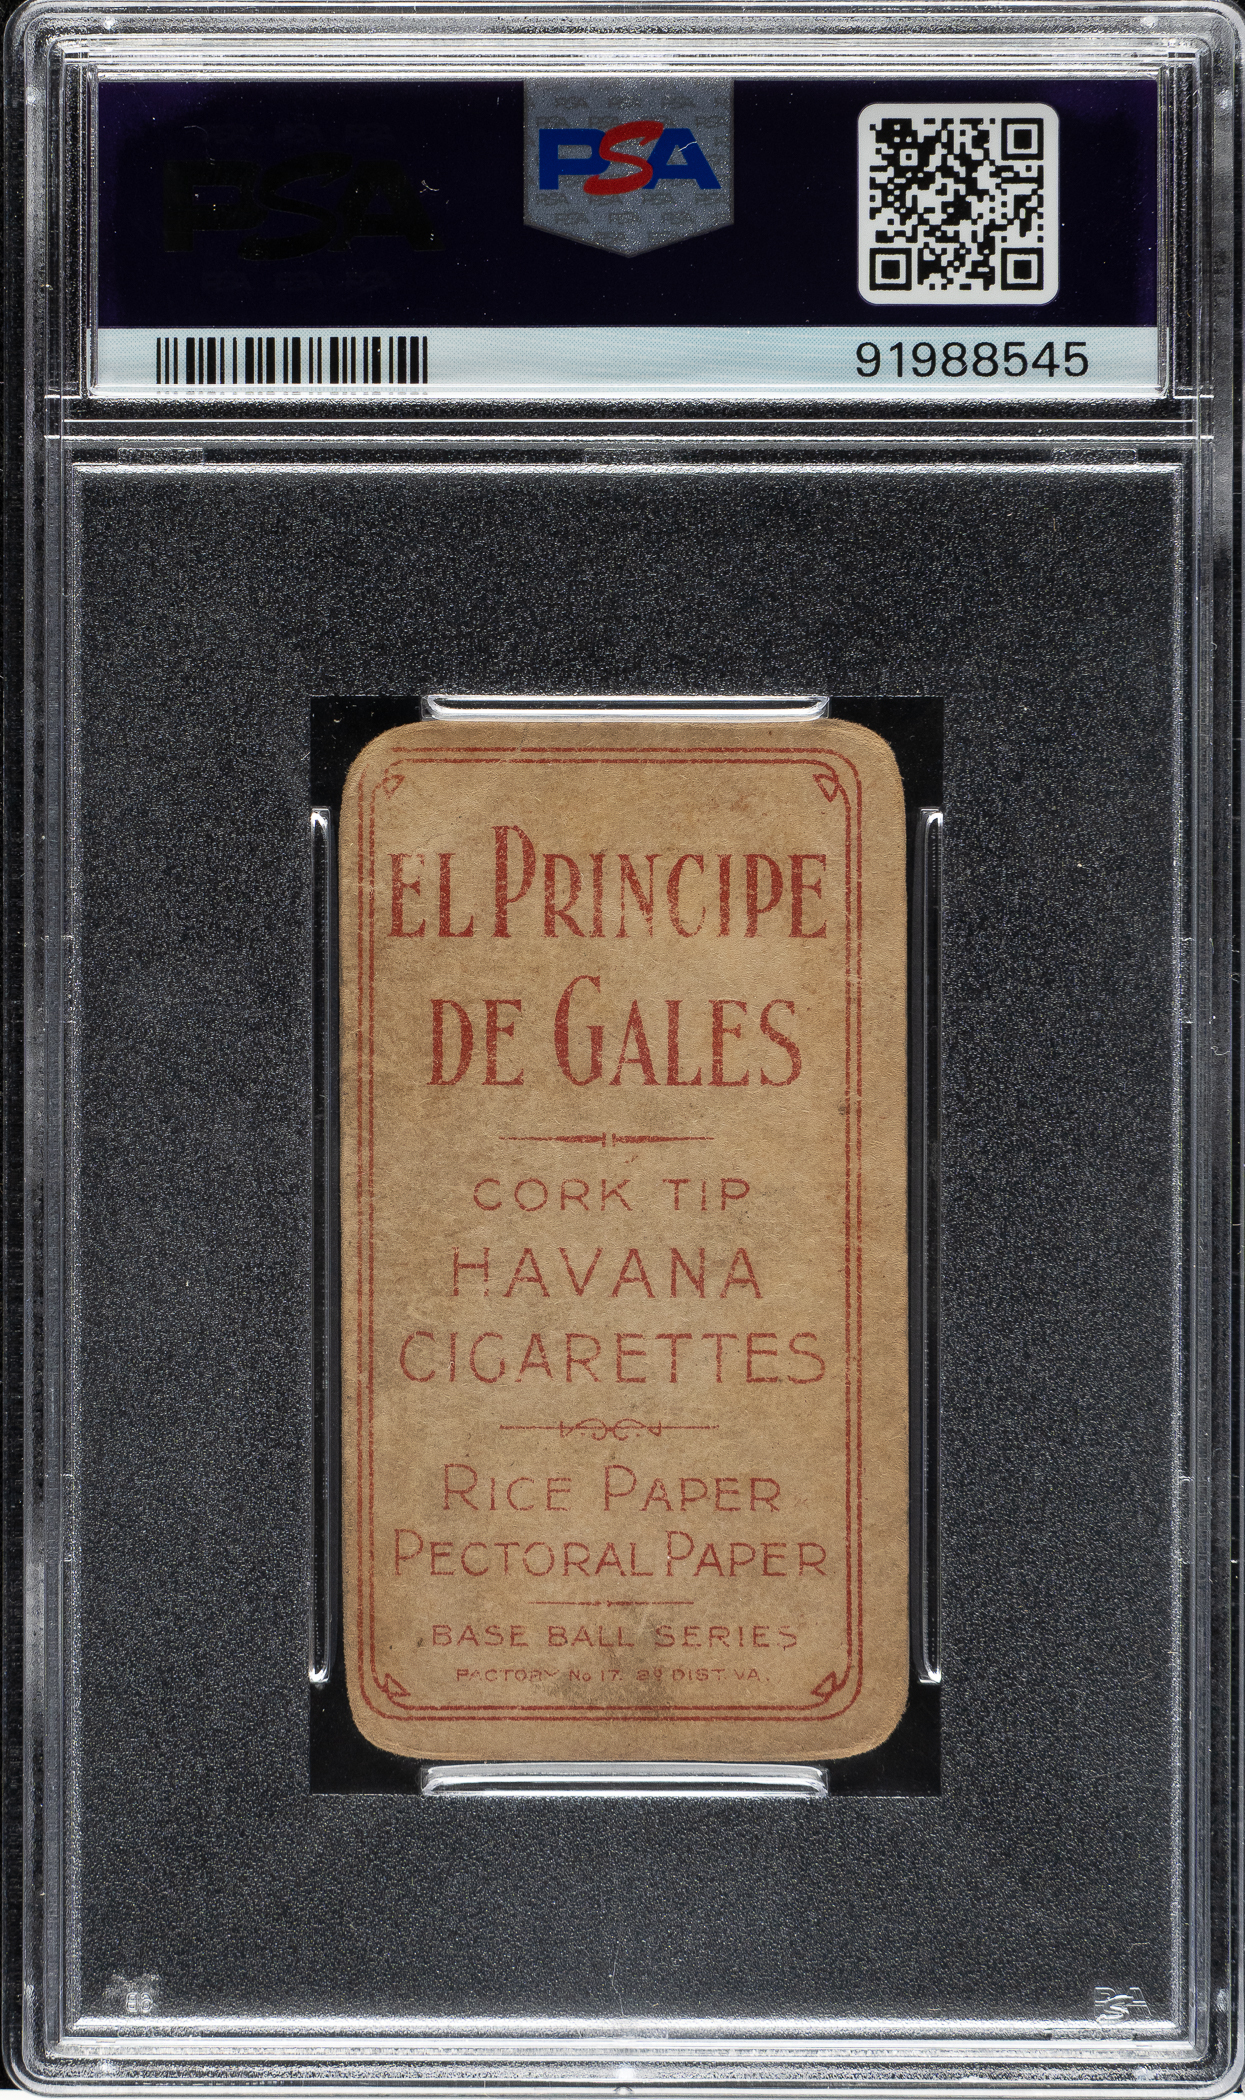 PSA
91988545
EL PRINCIPE
DE GALES
CORK TIP
HAVANA
CIGARETTES
RICE PAPER
PECTORAL PAPER
BASE BALL SERIES
FACTORY No 17. 2D DIST. VA.
PSA